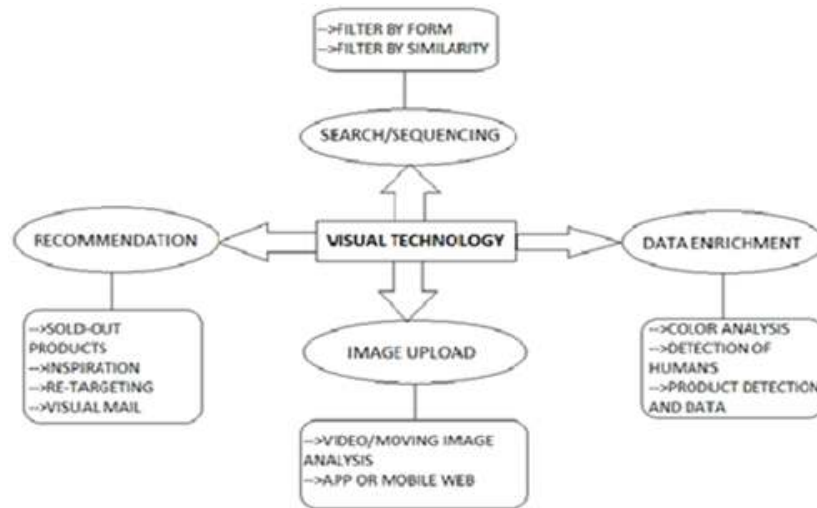 -->FILTER BY FORM
-->FILTER BY SIMILARITY
SEARCH/SEQUENCING
RECOMMENDATION
VISUAL TECHNOLOGY
DATA ENRICHMENT
-->SOLD-OUT
PRODUCTS
-->INSPIRATION
-->RE-TARGETING
-->VISUAL MAIL
IMAGE UPLOAD
-->COLOR ANALYSIS
-->DETECTION OF
HUMANS
-->PRODUCT DETECTION
AND DATA
-->VIDEO/MOVING IMAGE
ANALYSIS
-->APP OR MOBILE WEB